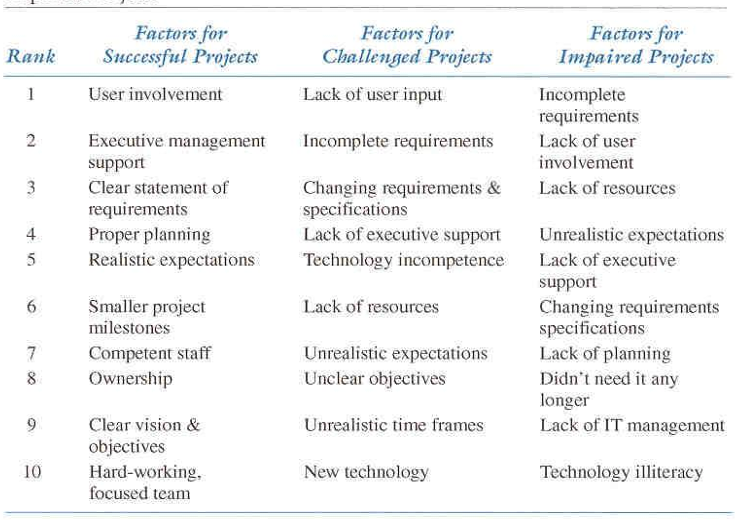 Rank Factors for Successful Projects Factors for Challenged Projects Factors for Impaired Projects
1 User involvement Lack of user input Incomplete requirements
2 Executive management support Incomplete requirements Lack of user involvement
3 Clear statement of requirements Changing requirements & specifications Lack of resources
4 Proper planning Lack of executive support Unrealistic expectations
5 Realistic expectations Technology incompetence Lack of executive support
6 Smaller project milestones Lack of resources Changing requirements specifications
7 Competent staff Unrealistic expectations Lack of planning
8 Ownership Unclear objectives Didn't need it any longer
9 Clear vision & objectives Unrealistic time frames Lack of IT management
10 Hard-working, focused team New technology Technology illiteracy